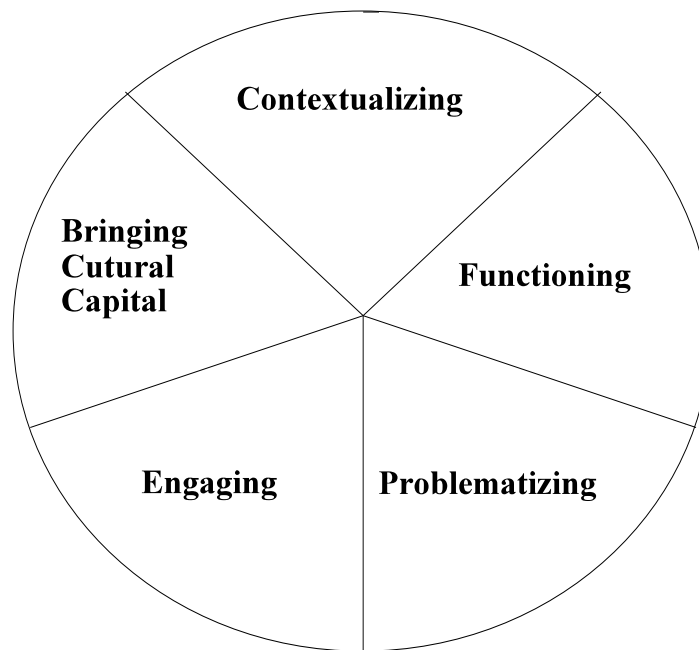 Contextualizing
Bringing
Cutural
Capital
Functioning
Engaging
Problematizing